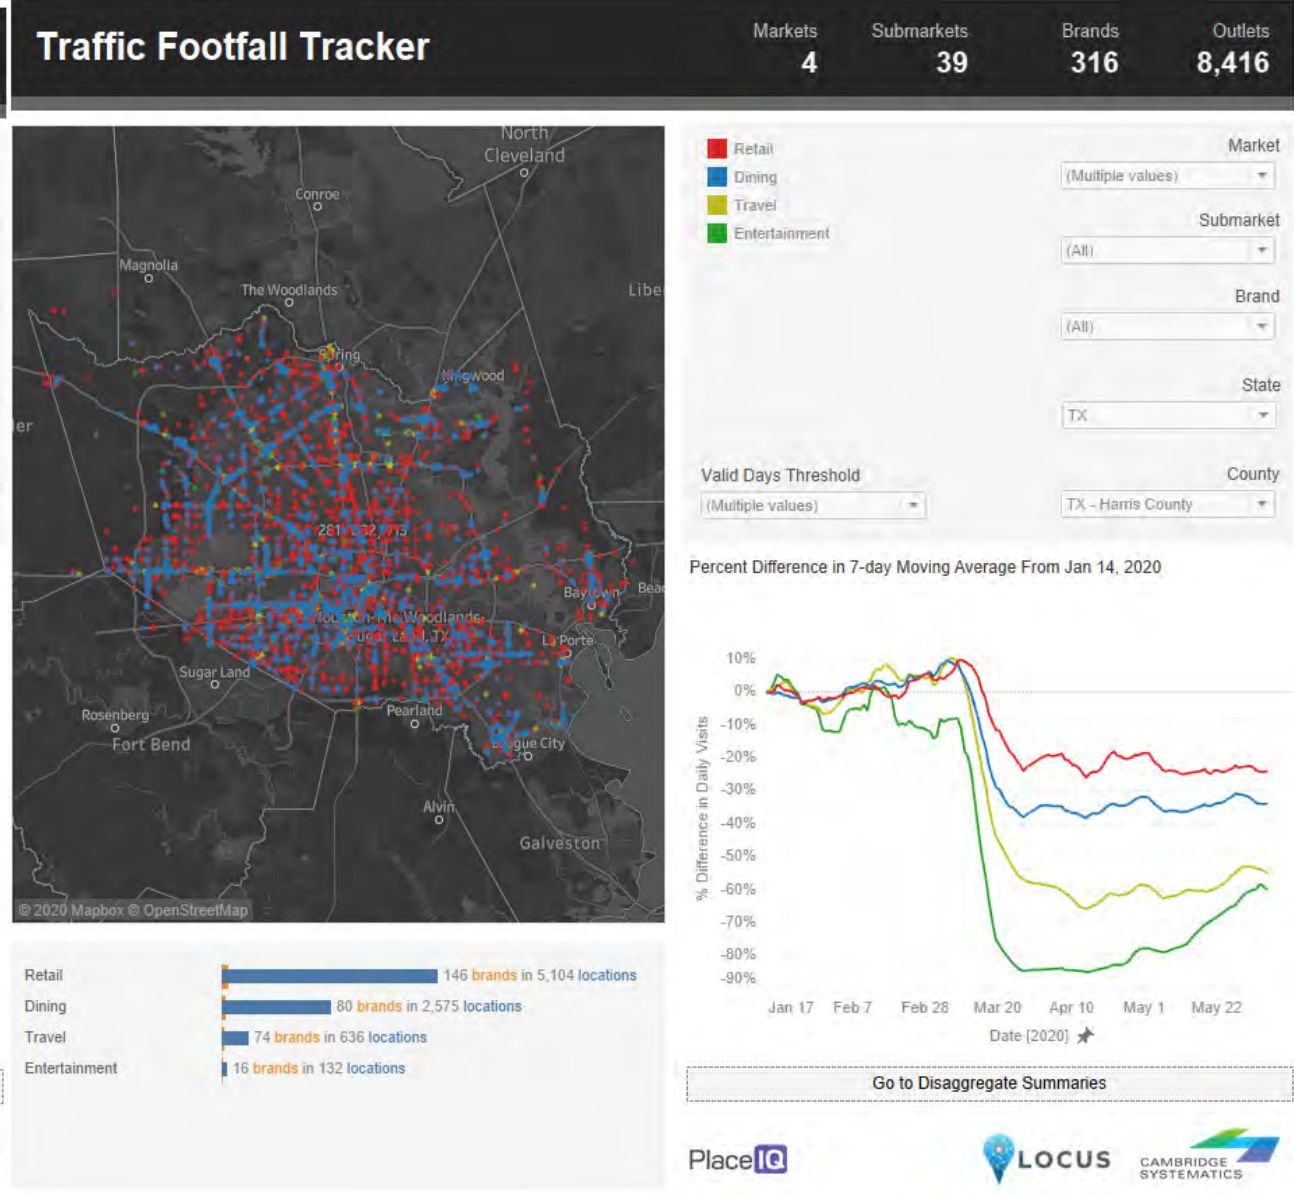 Traffic Footfall Tracker
Markets
4
Submarkets
39
Brands
316
Outlets
8,416
North
Cleveland
Conroe
Magnolia
The Woodlands
Libe
Spring
Kingwood
er
Baytown
Beac
La Porte
Sugar Land
Pearland
Rosenberg
Fort Bend
League City
Alvin
Galveston
© 2020 Mapbox © OpenStreetMap
Retail
Dining
Travel
Entertainment
Market
(Multiple values)
Submarket
(All)
Brand
(All)
State
TX
Valid Days Threshold
(Multiple values)
County
TX - Harris County
Percent Difference in 7-day Moving Average From Jan 14, 2020
% Difference in Daily Visits
10%
0%
-10%
-20%
-30%
-40%
-50%
-60%
-70%
-80%
-90%
Jan 17 Feb 7 Feb 28 Mar 20 Apr 10 May 1 May 22
Date [2020]
Retail 146 brands in 5,104 locations
Dining 80 brands in 2,575 locations
Travel 74 brands in 636 locations
Entertainment 16 brands in 132 locations
Go to Disaggregate Summaries
PlaceIQ
LOCUS
CAMBRIDGE
SYSTEMATICS